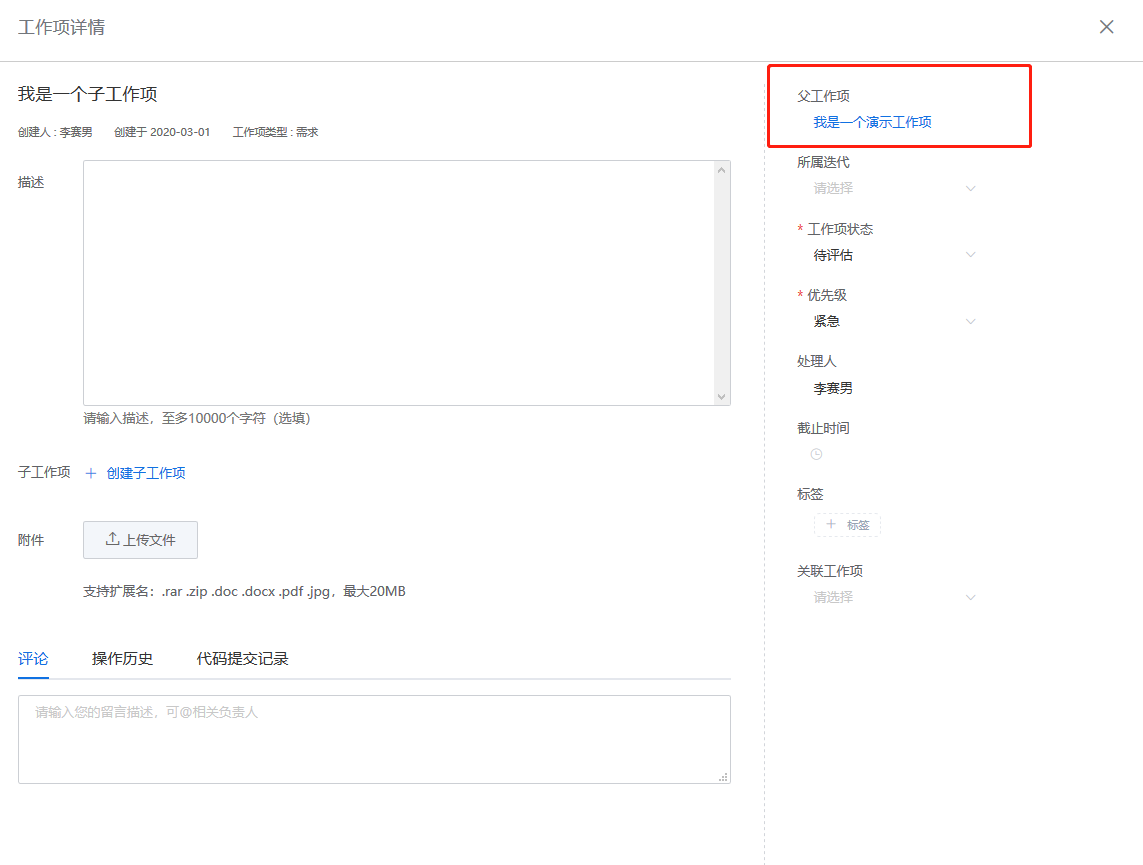 工作项详情
我是一个子工作项
创建人 : 李赛男 创建于 2020-03-01 工作项类型 : 需求
描述
请输入描述，至多10000个字符（选填）
子工作项 + 创建子工作项
附件 上传文件
支持扩展名：.rar .zip .doc .docx .pdf .jpg，最大20MB
评论 操作历史 代码提交记录
请输入您的留言描述，可@相关负责人
父工作项
我是一个演示工作项
所属迭代
请选择
* 工作项状态
待评估
* 优先级
紧急
处理人
李赛男
截止时间
标签
+ 标签
关联工作项
请选择